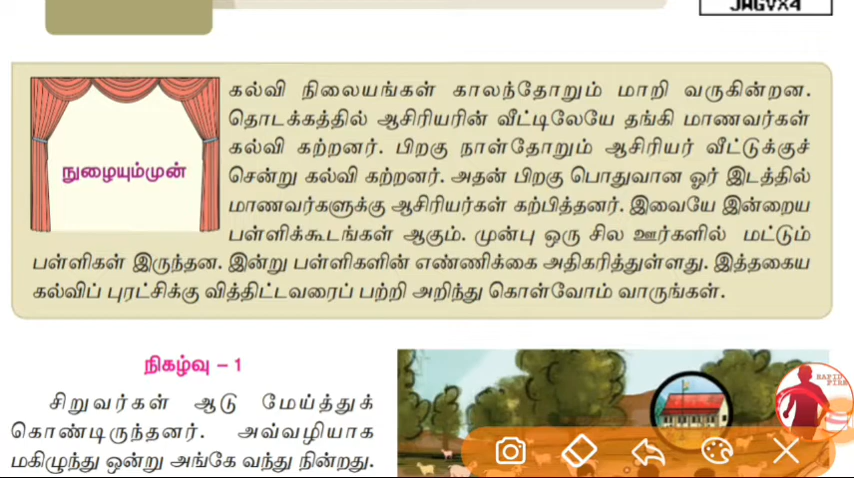 JWGVX4
கல்வி நிலையங்கள் காலந்தோறும் மாறி வருகின்றன.
தொடக்கத்தில் ஆசிரியரின் வீட்டிலேயே தங்கி மாணவர்கள்
கல்வி கற்றனர். பிறகு நாள்தோறும் ஆசிரியர் வீட்டுக்குச்
நுழையும்முன்
சென்று கல்வி கற்றனர். அதன் பிறகு பொதுவான ஓர் இடத்தில்
மாணவர்களுக்கு ஆசிரியர்கள் கற்பித்தனர். இவையே இன்றைய
பள்ளிக்கூடங்கள் ஆகும். முன்பு ஒரு சில ஊர்களில் மட்டும்
பள்ளிகள் இருந்தன. இன்று பள்ளிகளின் எண்ணிக்கை அதிகரித்துள்ளது. இத்தகைய
கல்விப் புரட்சிக்கு வித்திட்டவரைப் பற்றி அறிந்து கொள்வோம் வாருங்கள்.
நிகழ்வு – 1
சிறுவர்கள் ஆடு மேய்த்துக்
கொண்டிருந்தனர். அவ்வழியாக
மகிழுந்து ஒன்று அங்கே வந்து நின்றது.